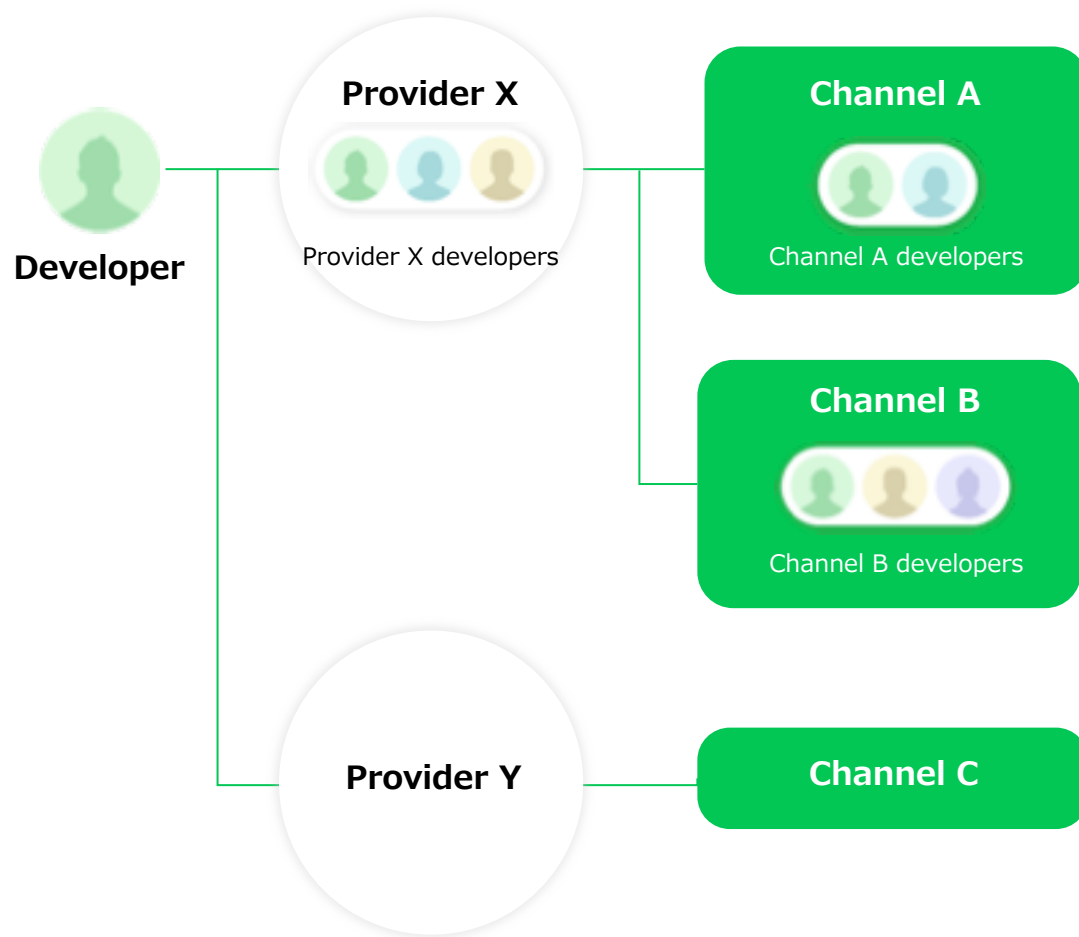 Developer
Provider X
Provider X developers
Channel A
Channel A developers
Channel B
Channel B developers
Provider Y
Channel C